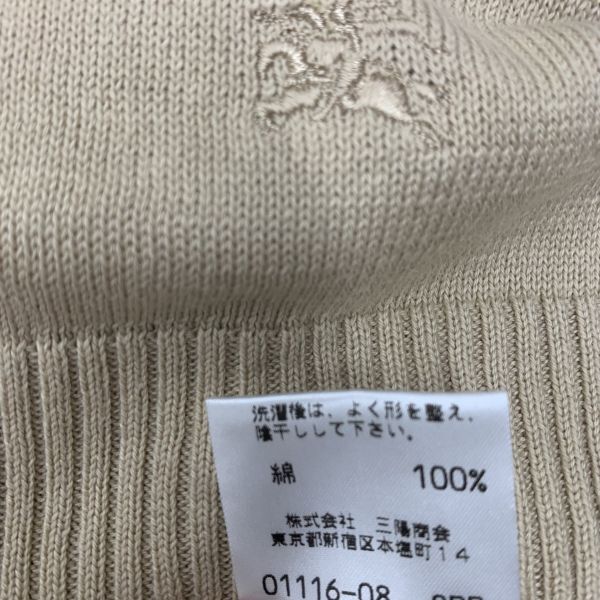 洗濯後は、よく形を整え、
陰干しして下さい。
綿 100%
株式会社 三陽商会
東京都新宿区本塩町14
01116-08